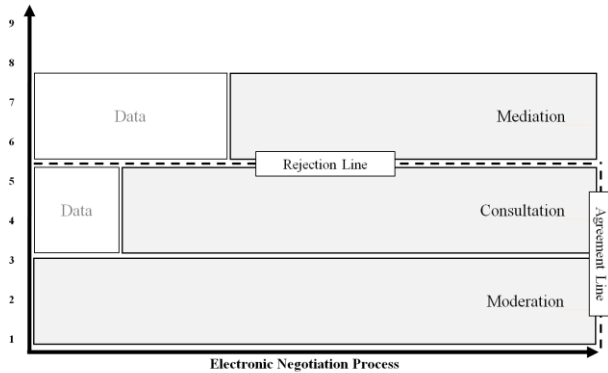 9
8
Data
Mediation
7
6
Rejection Line
5
Data
Consultation
4
Agreement Line
3
Moderation
2
1
Electronic Negotiation Process